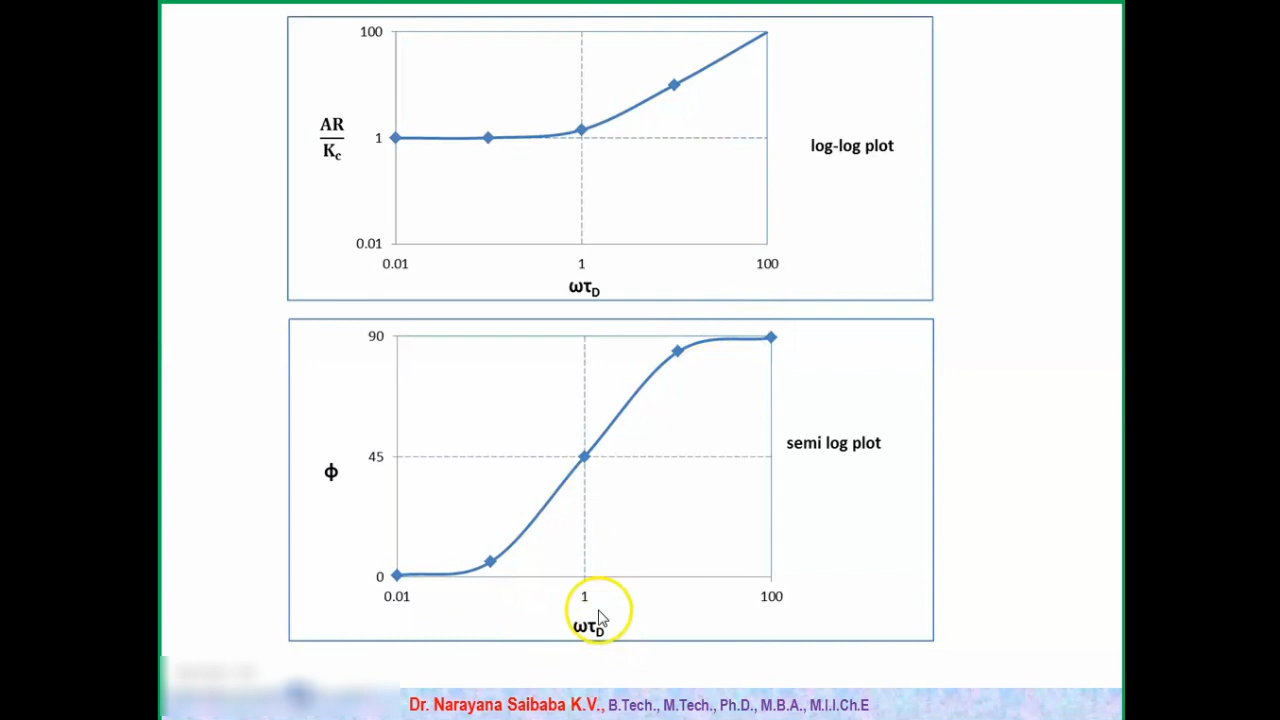 100
AR
K_c
1
log-log plot
0.01
0.01 1 100
ωτ_D
90
45
semi log plot
ϕ
0
0.01 1 100
ωτ_D
Dr. Narayana Saibaba K.V., B.Tech., M.Tech., Ph.D., M.B.A., M.I.I.Ch.E